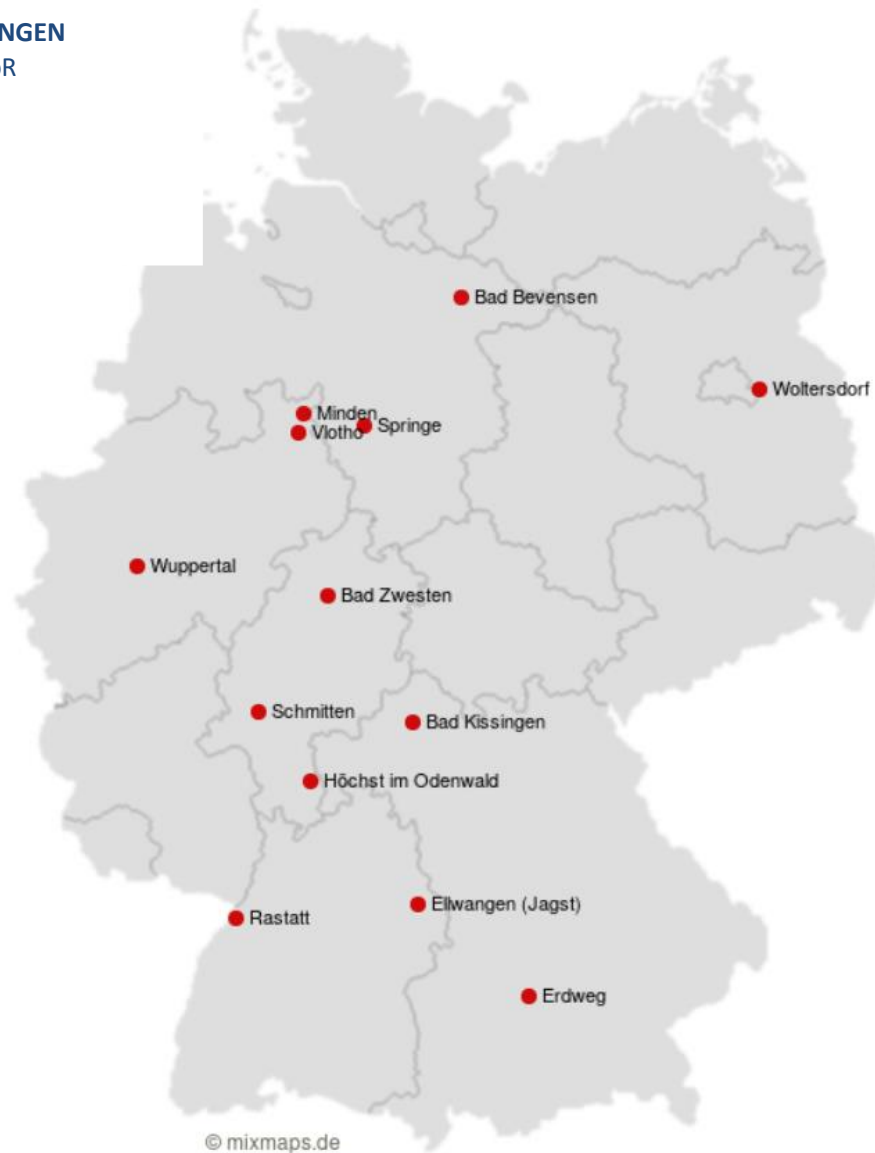 NGEN
R
Bad Bevensen
Woltersdorf
Minden
Springe
Vlotho
Wuppertal
Bad Zwesten
Schmitten
Bad Kissingen
Höchst im Odenwald
Ellwangen (Jagst)
Rastatt
Erdweg
© mixmaps.de